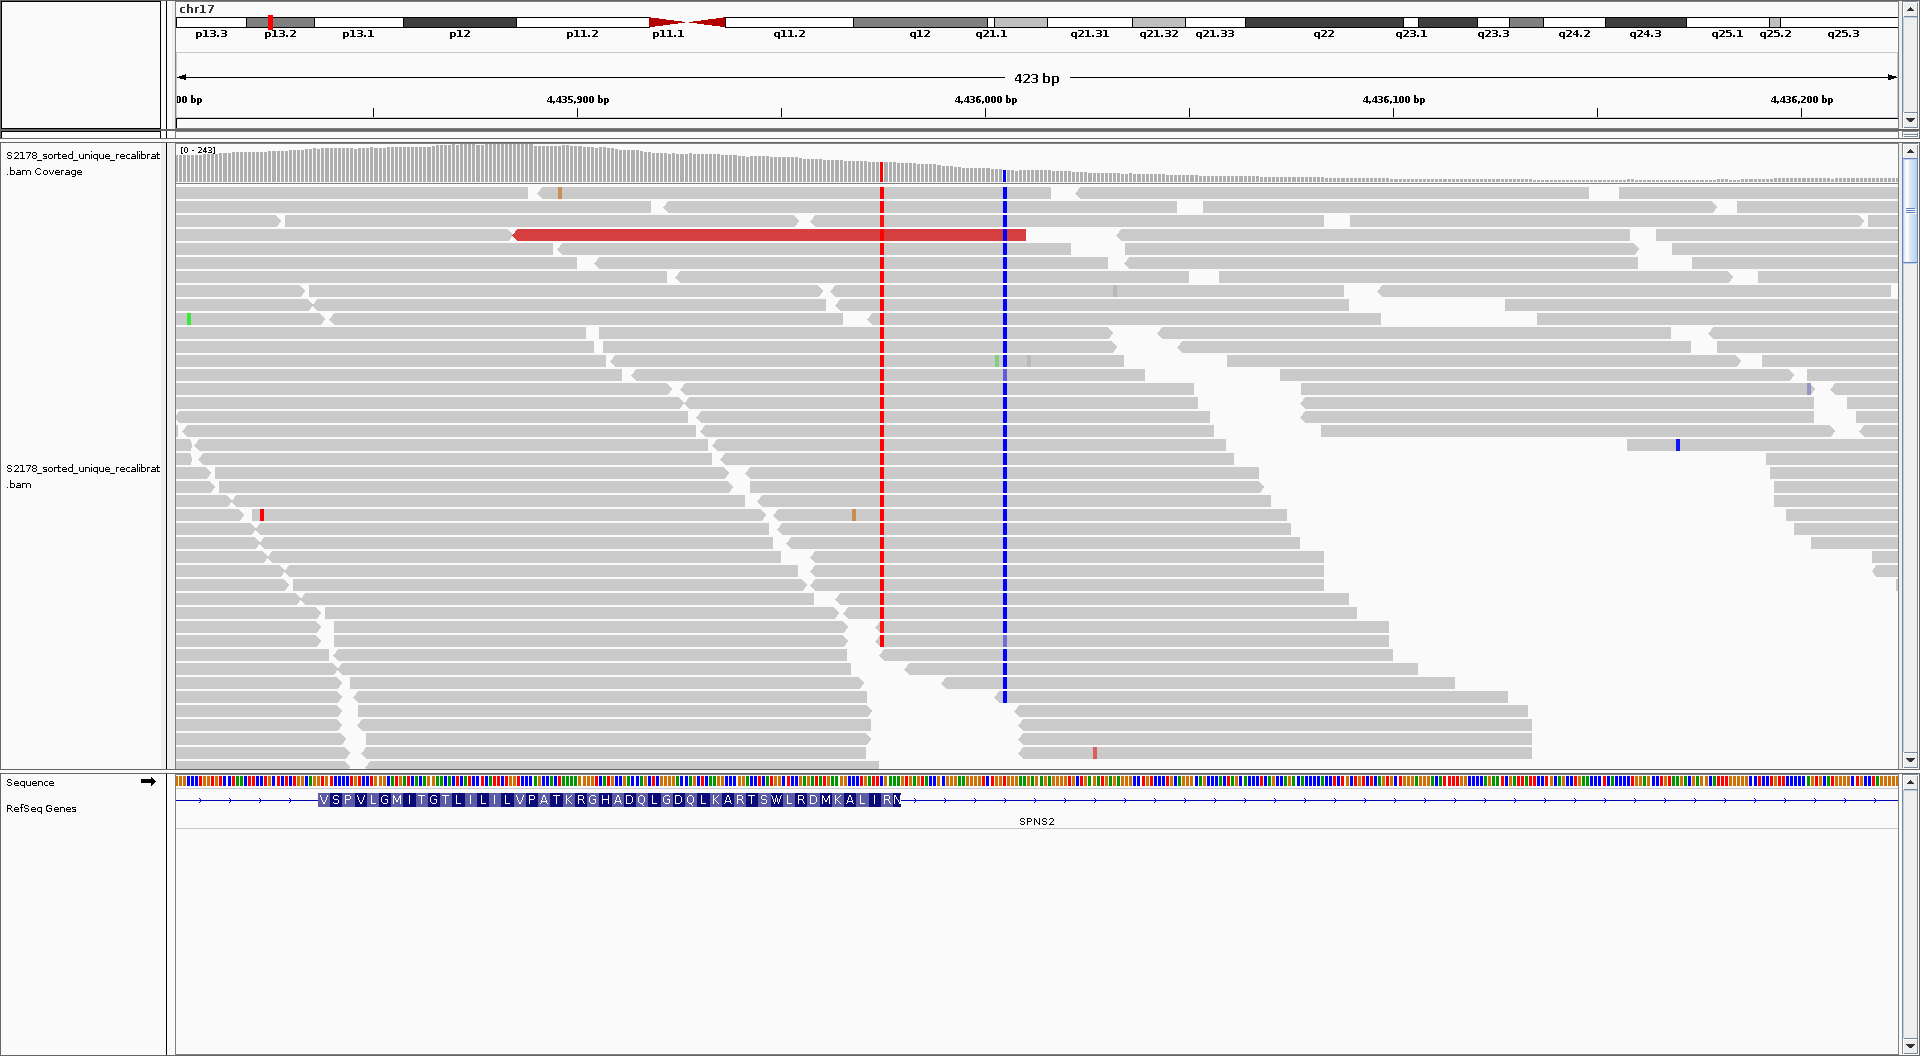 chr17
p13.3 p13.2 p13.1 p12 p11.2 p11.1 q11.2 q12 q21.1 q21.31 q21.32 q21.33 q22 q23.1 q23.3 q24.2 q24.3 q25.1 q25.2 q25.3
423 bp
00 bp 4,435,900 bp 4,436,000 bp 4,436,100 bp 4,436,200 bp
S2178_sorted_unique_recalibrat
.bam Coverage
[0 - 243]
S2178_sorted_unique_recalibrat
.bam
Sequence
RefSeq Genes
V S P V L G M I T G T L I L I L V P A T K R G H A D Q L G D Q L K A R T S W L R D M K A L I R N
SPNS2